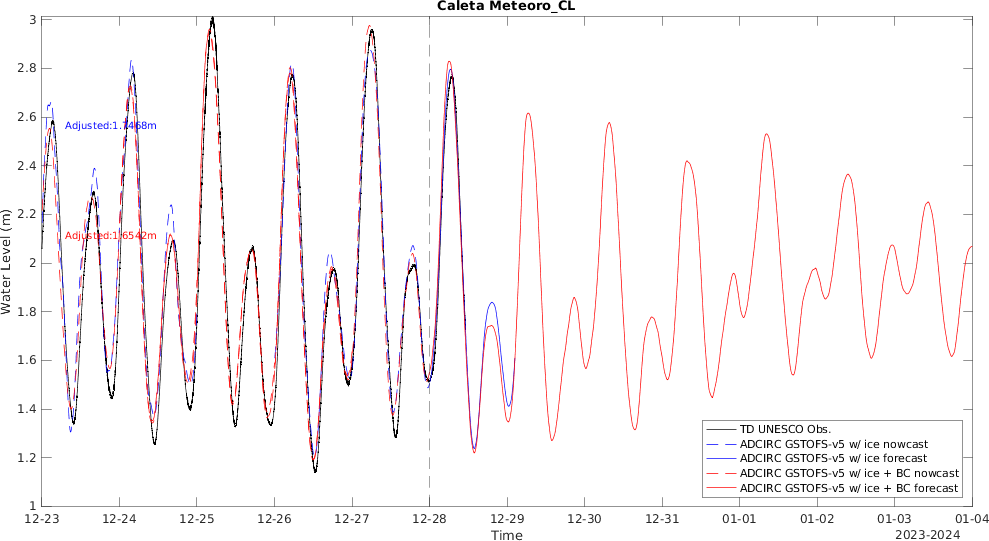 Caleta Meteoro_CL
3
2.8
2.6
2.4
2.2
2
1.8
1.6
1.4
1.2
1
Water Level (m)
Adjusted:1.7468m
Adjusted:1.6542m
TD UNESCO Obs.
ADCIRC GSTOFS-v5 w/ ice nowcast
ADCIRC GSTOFS-v5 w/ ice forecast
ADCIRC GSTOFS-v5 w/ ice + BC nowcast
ADCIRC GSTOFS-v5 w/ ice + BC forecast
12-23 12-24 12-25 12-26 12-27 12-28 12-29 12-30 12-31 01-01 01-02 01-03 01-04
Time
2023-2024